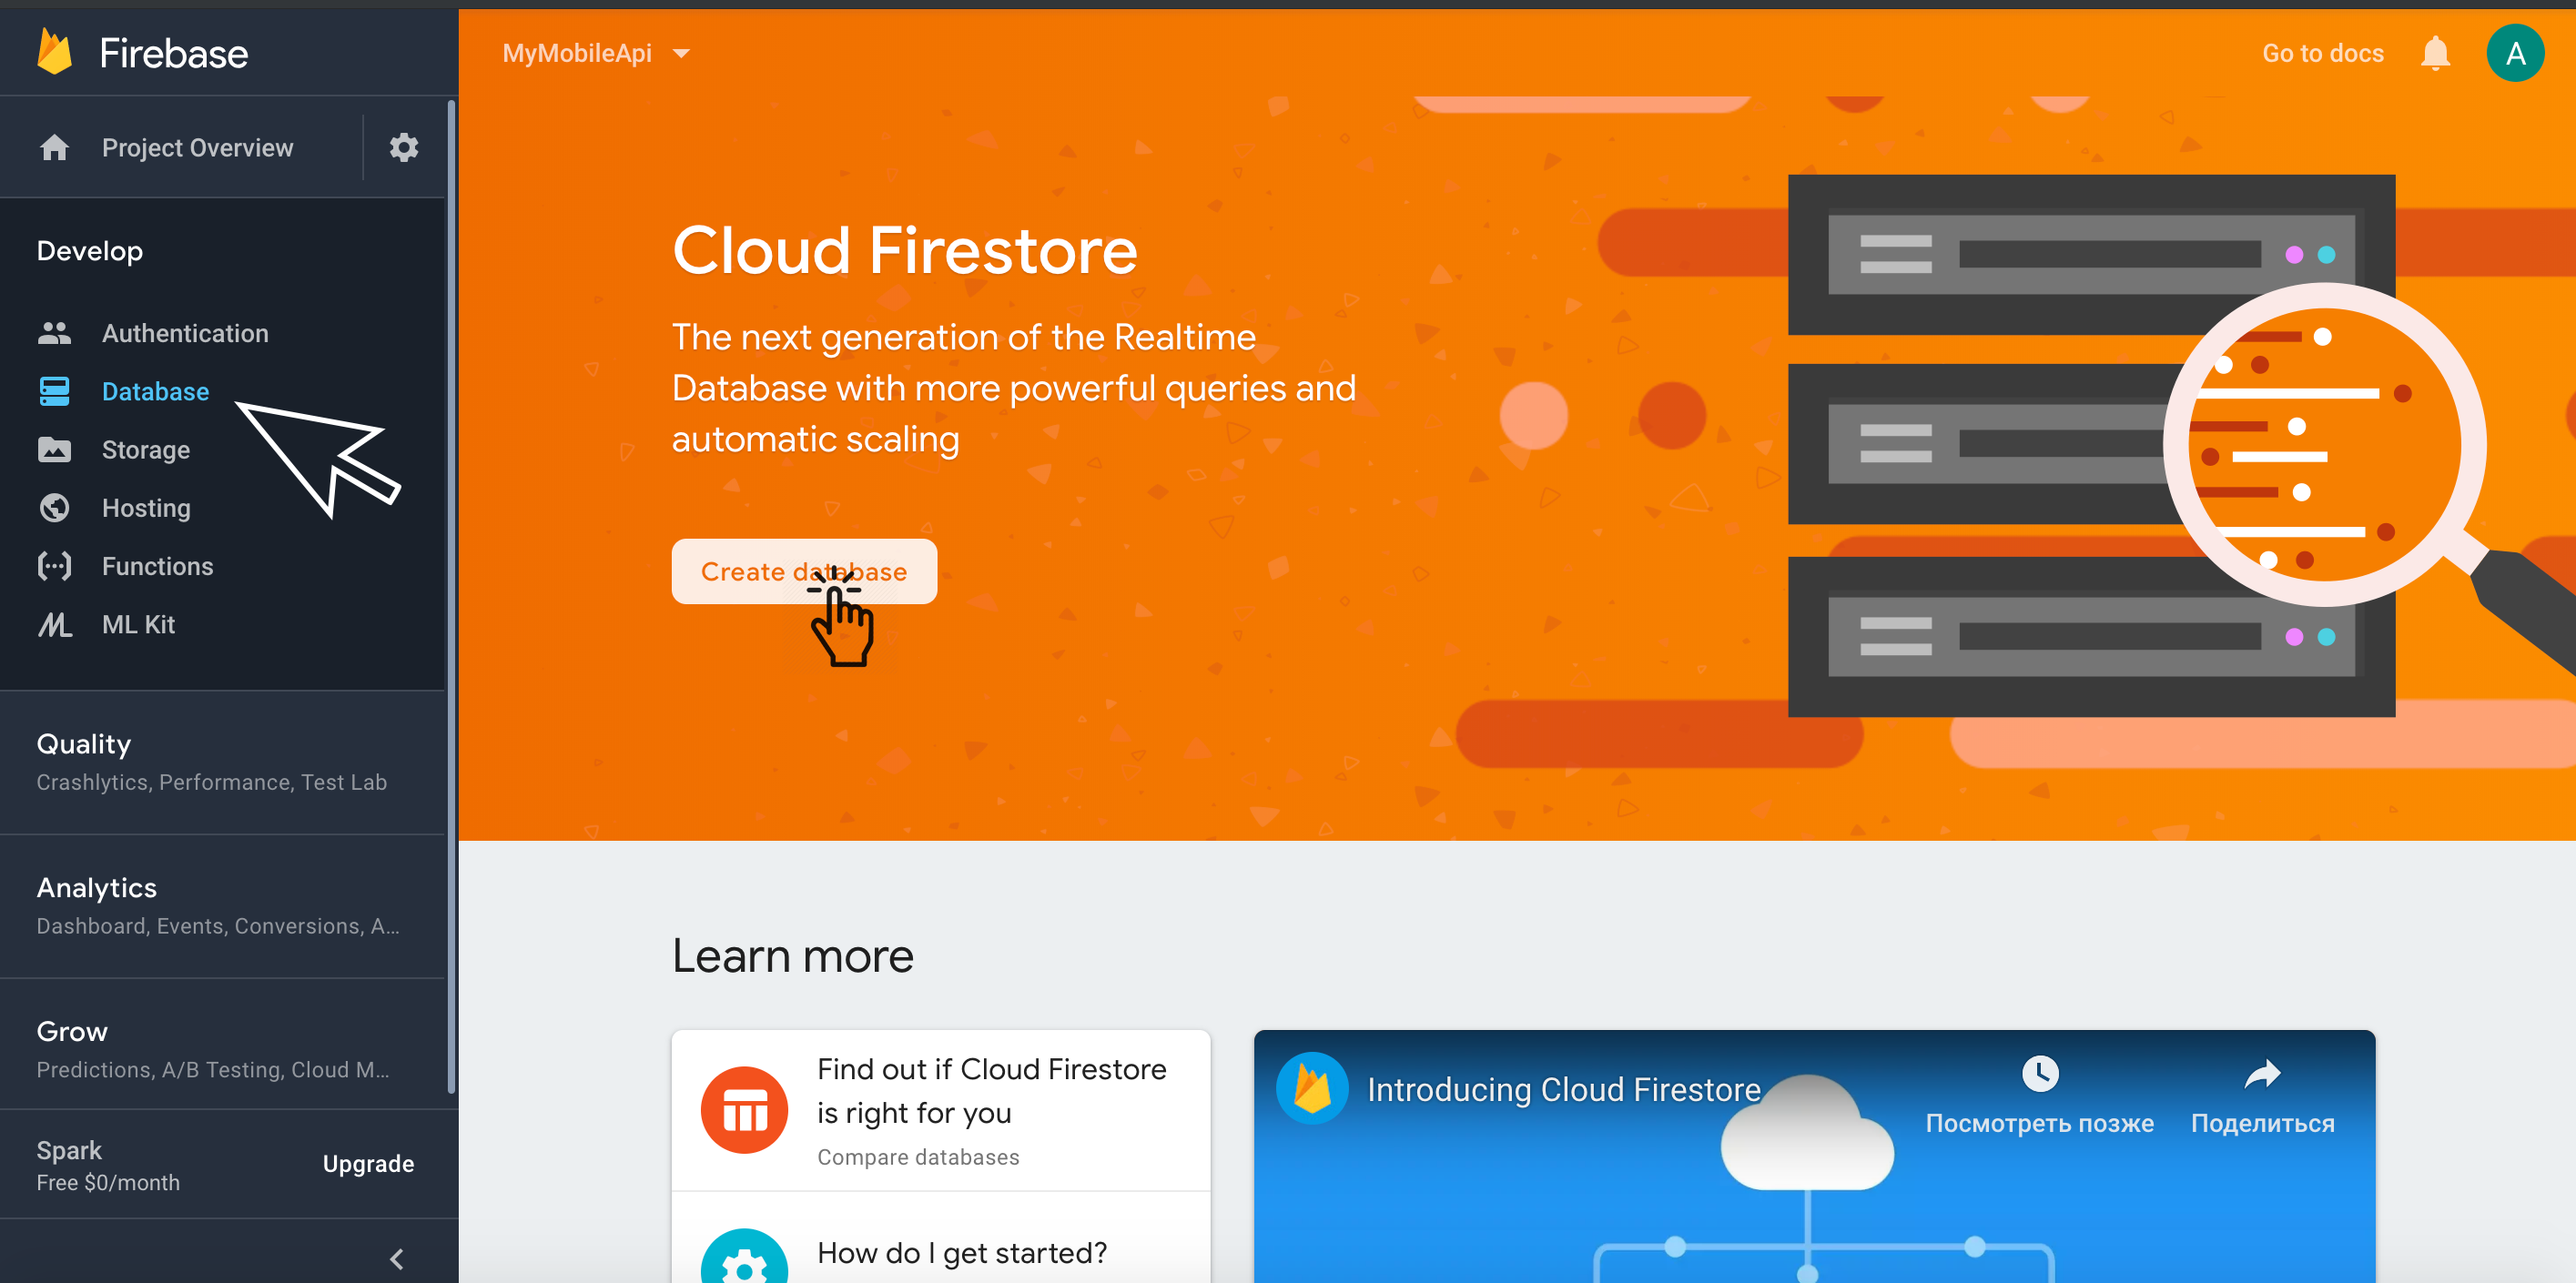 Firebase
Project Overview
Develop
Authentication
Database
Storage
Hosting
Functions
ML Kit
Quality
Crashlytics, Performance, Test Lab
Analytics
Dashboard, Events, Conversions, A...
Grow
Predictions, A/B Testing, Cloud M...
Spark
Free $0/month
Upgrade
MyMobileApi
Go to docs
A
Cloud Firestore
The next generation of the Realtime
Database with more powerful queries and
automatic scaling
Create database
Learn more
Find out if Cloud Firestore
is right for you
Compare databases
How do I get started?
Introducing Cloud Firestore
Посмотреть позже
Поделиться